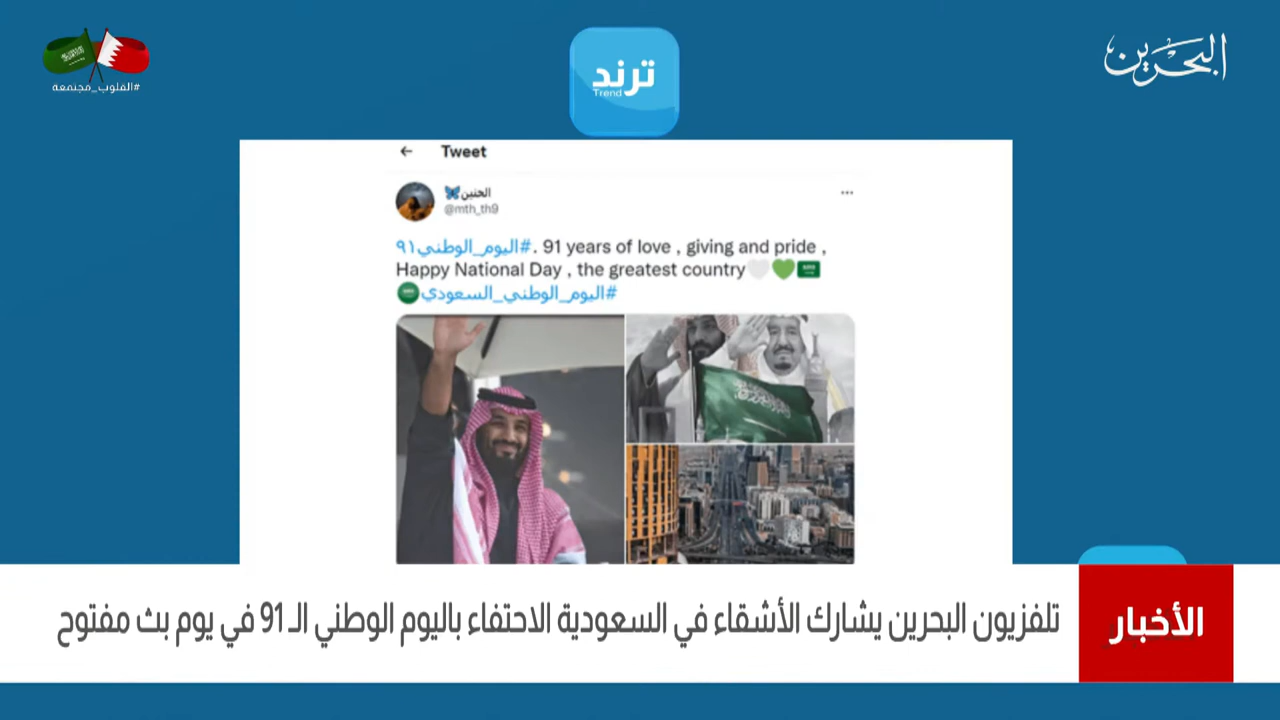 #القلوب_مجتمعة
ترند
Trend
البحرين
Tweet
الحنين
@mth_th9
#اليوم_الوطني٩١. 91 years of love , giving and pride ,
Happy National Day , the greatest country
#اليوم_الوطني_السعودي
الأخبار
تلفزيون البحرين يشارك الأشقاء في السعودية الاحتفاء باليوم الوطني الـ 91 في يوم بث مفتوح